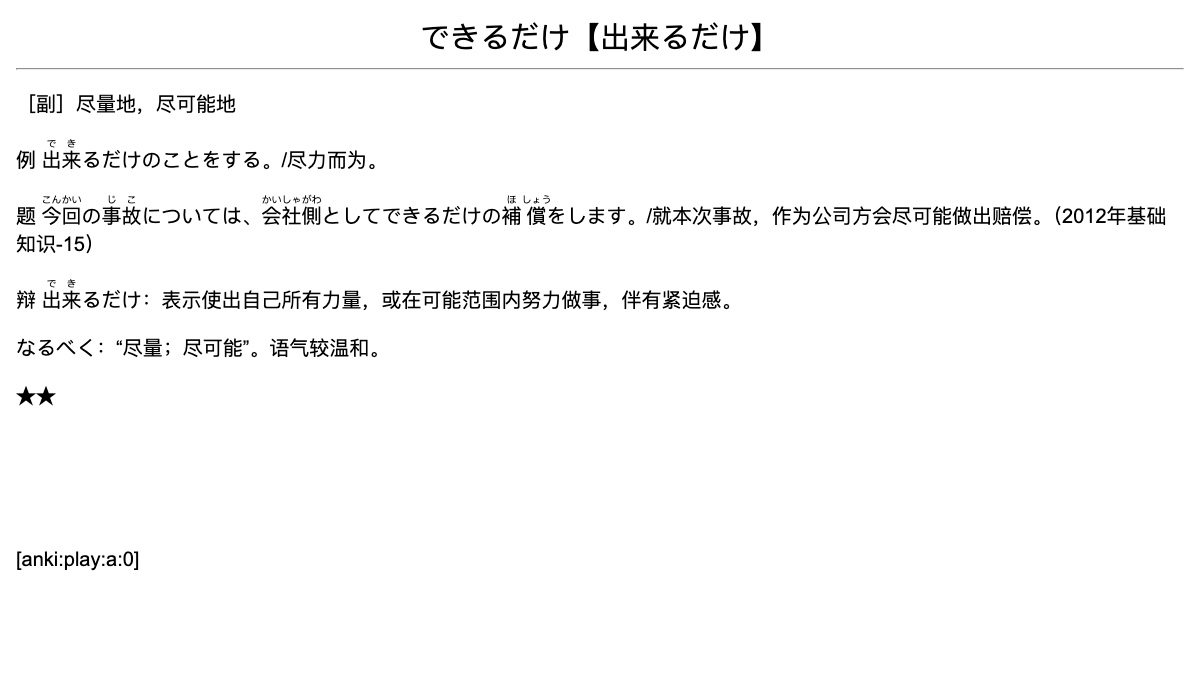 できるだけ【出来るだけ】
［副］尽量地，尽可能地
例 出来るだけのことをする。/尽力而为。
题 今回の事故については、会社側としてできるだけの補償をします。/就本次事故，作为公司方会尽可能做出赔偿。（2012年基础
知识-15）
辩 出来るだけ：表示使出自己所有力量，或在可能范围内努力做事，伴有紧迫感。
なるべく：“尽量；尽可能”。语气较温和。
★★
[anki:play:a:0]